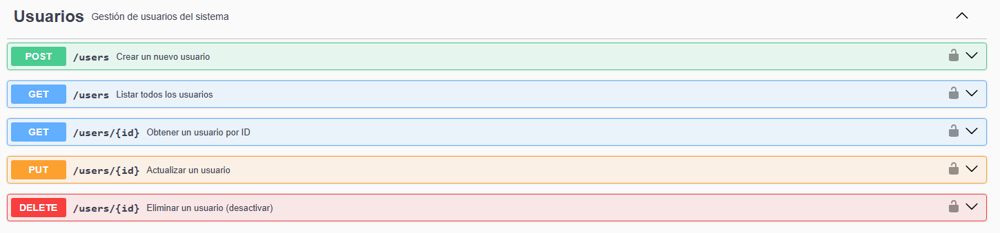 Usuarios Gestión de usuarios del sistema
POST /users Crear un nuevo usuario
GET /users Listar todos los usuarios
GET /users/{id} Obtener un usuario por ID
PUT /users/{id} Actualizar un usuario
DELETE /users/{id} Eliminar un usuario (desactivar)